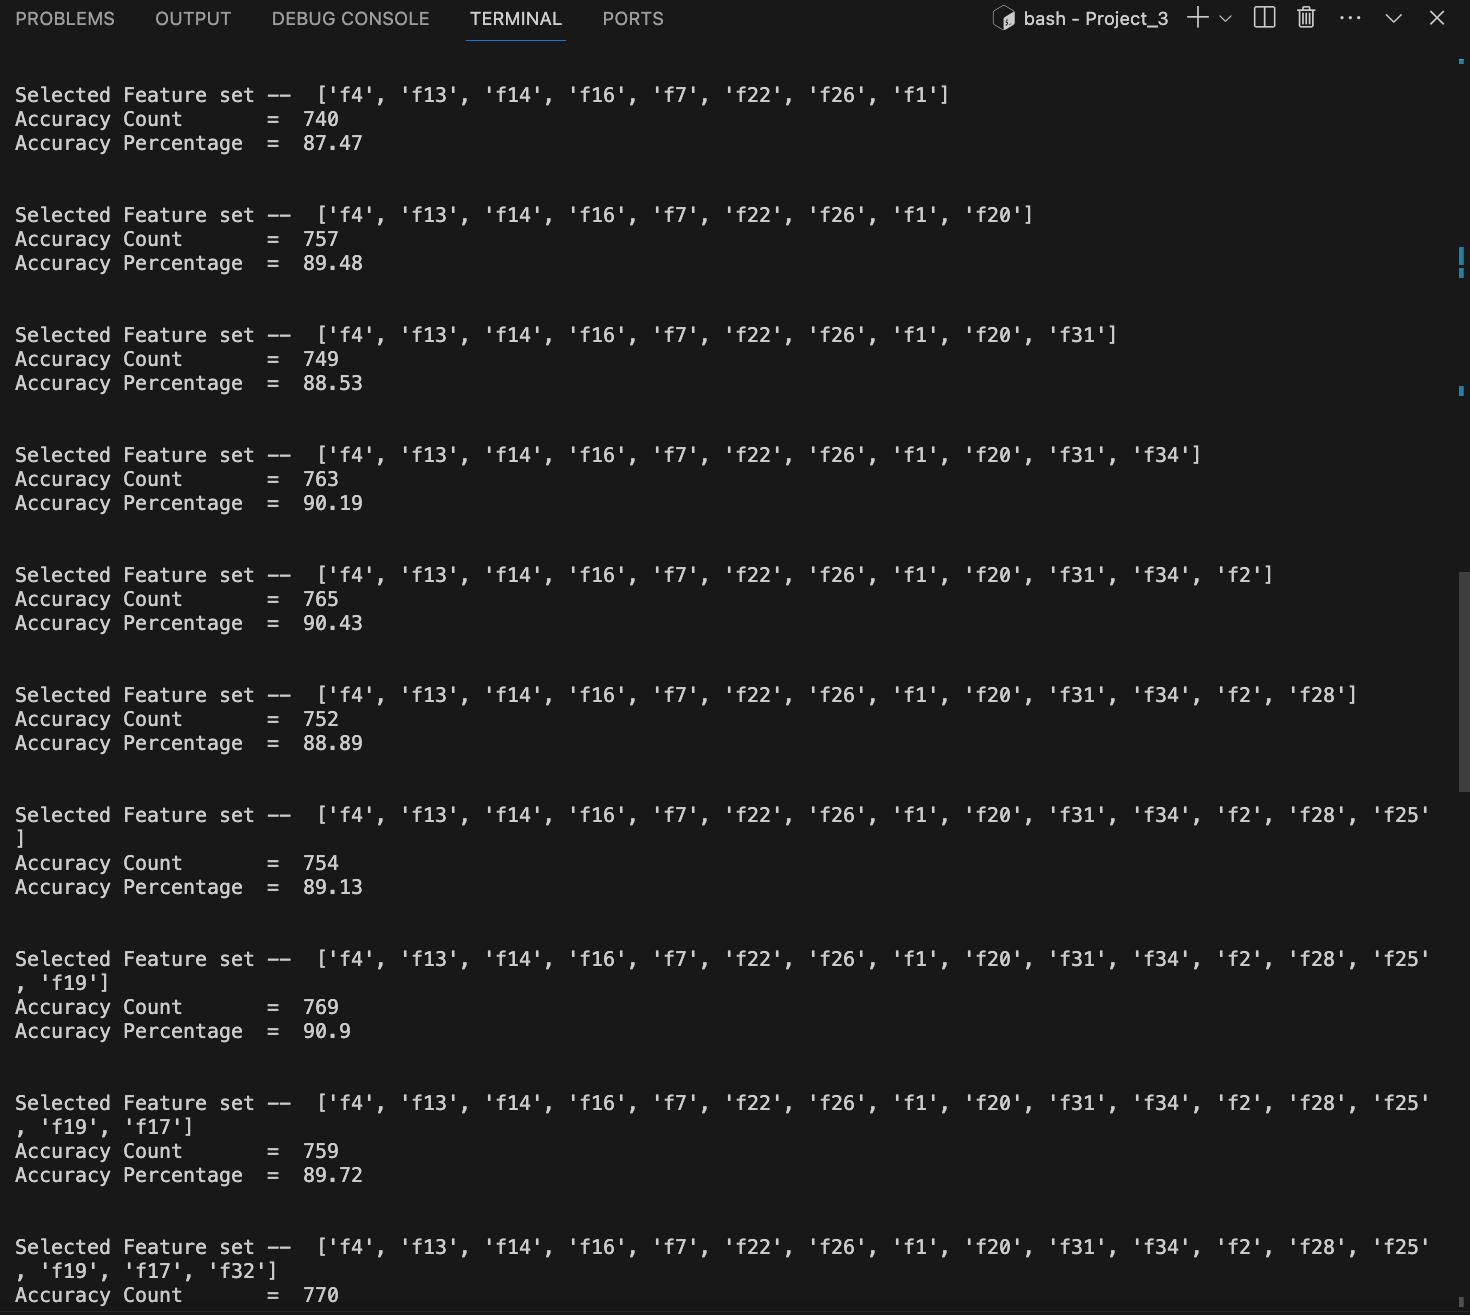 PROBLEMS OUTPUT DEBUG CONSOLE TERMINAL PORTS bash - Project_3
Selected Feature set --  ['f4', 'f13', 'f14', 'f16', 'f7', 'f22', 'f26', 'f1']
Accuracy Count       =  740
Accuracy Percentage  =  87.47
Selected Feature set --  ['f4', 'f13', 'f14', 'f16', 'f7', 'f22', 'f26', 'f1', 'f20']
Accuracy Count       =  757
Accuracy Percentage  =  89.48
Selected Feature set --  ['f4', 'f13', 'f14', 'f16', 'f7', 'f22', 'f26', 'f1', 'f20', 'f31']
Accuracy Count       =  749
Accuracy Percentage  =  88.53
Selected Feature set --  ['f4', 'f13', 'f14', 'f16', 'f7', 'f22', 'f26', 'f1', 'f20', 'f31', 'f34']
Accuracy Count       =  763
Accuracy Percentage  =  90.19
Selected Feature set --  ['f4', 'f13', 'f14', 'f16', 'f7', 'f22', 'f26', 'f1', 'f20', 'f31', 'f34', 'f2']
Accuracy Count       =  765
Accuracy Percentage  =  90.43
Selected Feature set --  ['f4', 'f13', 'f14', 'f16', 'f7', 'f22', 'f26', 'f1', 'f20', 'f31', 'f34', 'f2', 'f28']
Accuracy Count       =  752
Accuracy Percentage  =  88.89
Selected Feature set --  ['f4', 'f13', 'f14', 'f16', 'f7', 'f22', 'f26', 'f1', 'f20', 'f31', 'f34', 'f2', 'f28', 'f25'
]
Accuracy Count       =  754
Accuracy Percentage  =  89.13
Selected Feature set --  ['f4', 'f13', 'f14', 'f16', 'f7', 'f22', 'f26', 'f1', 'f20', 'f31', 'f34', 'f2', 'f28', 'f25'
, 'f19']
Accuracy Count       =  769
Accuracy Percentage  =  90.9
Selected Feature set --  ['f4', 'f13', 'f14', 'f16', 'f7', 'f22', 'f26', 'f1', 'f20', 'f31', 'f34', 'f2', 'f28', 'f25'
, 'f19', 'f17']
Accuracy Count       =  759
Accuracy Percentage  =  89.72
Selected Feature set --  ['f4', 'f13', 'f14', 'f16', 'f7', 'f22', 'f26', 'f1', 'f20', 'f31', 'f34', 'f2', 'f28', 'f25'
, 'f19', 'f17', 'f32']
Accuracy Count       =  770